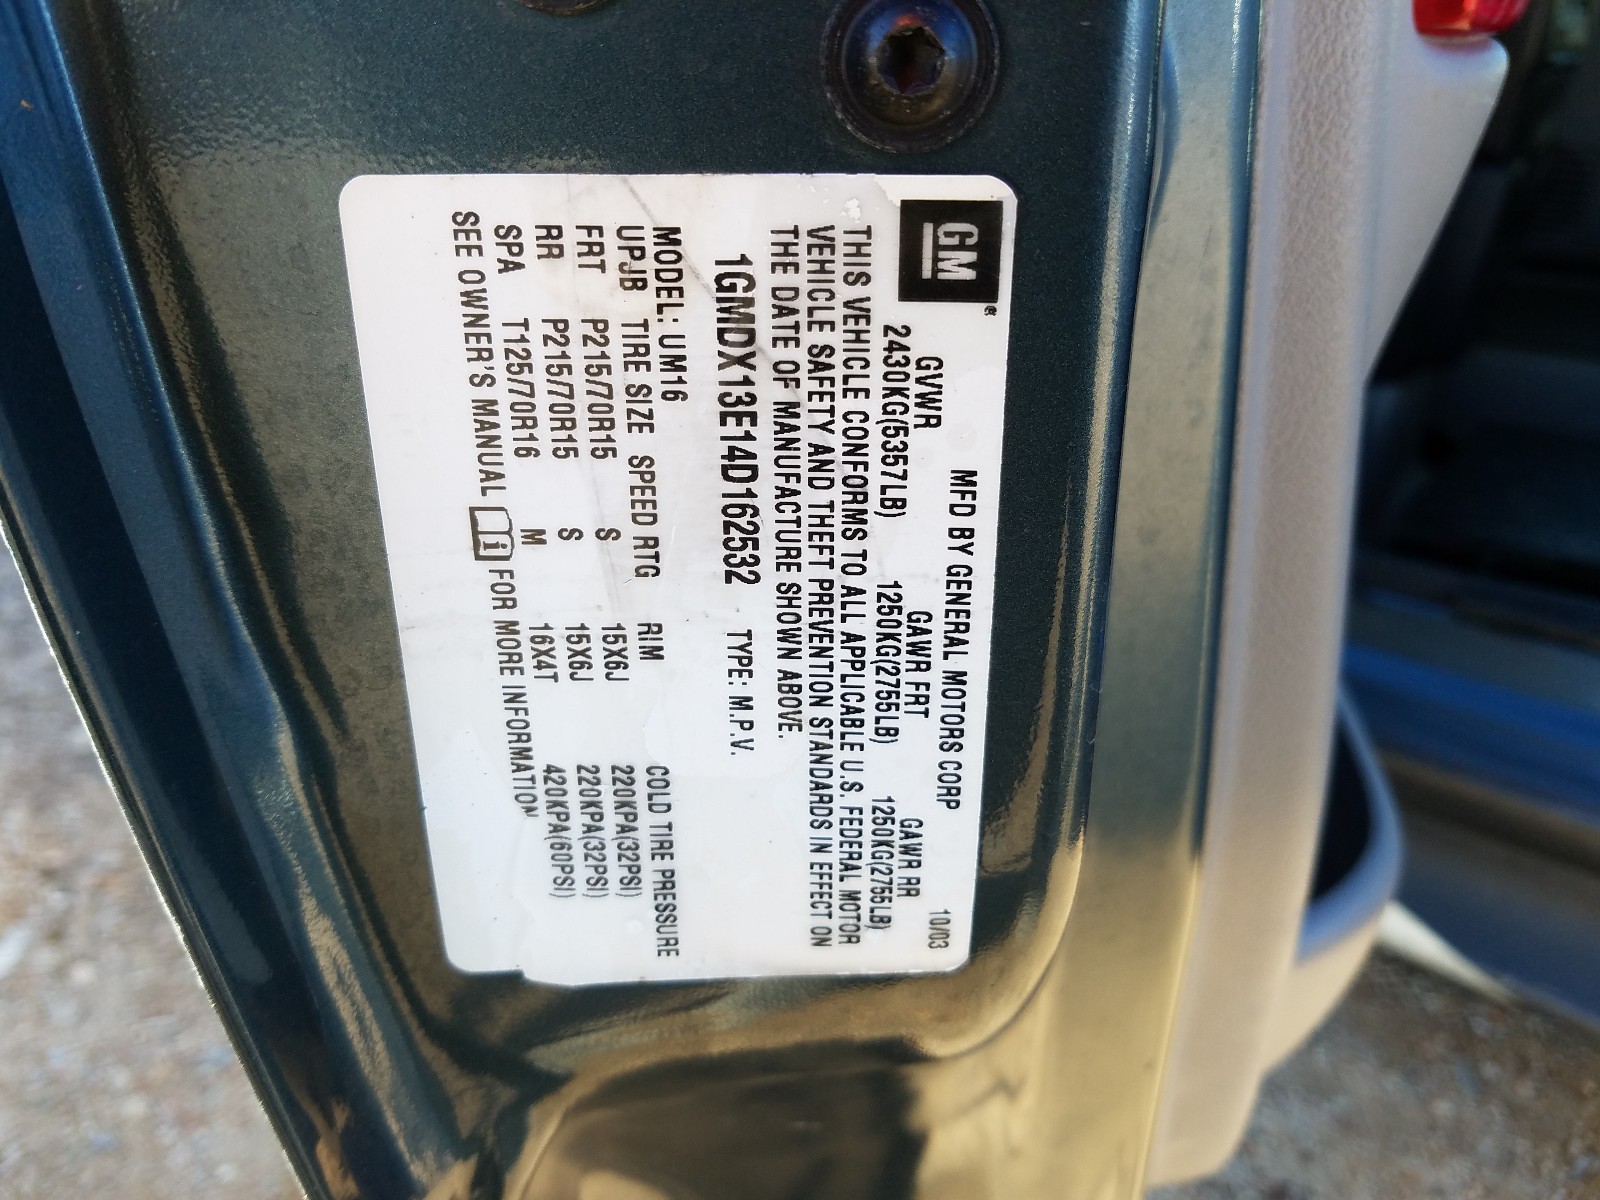 GM®
MFD BY GENERAL MOTORS CORP 10/03
GVWR GAWR FRT GAWR RR
2430KG(5357LB) 1250KG(2755LB) 1250KG(2755LB)
THIS VEHICLE CONFORMS TO ALL APPLICABLE U.S. FEDERAL MOTOR
VEHICLE SAFETY AND THEFT PREVENTION STANDARDS IN EFFECT ON
THE DATE OF MANUFACTURE SHOWN ABOVE.
1GMDX13E14D162532 TYPE: M.P.V.
MODEL: UM16
UPJB TIRE SIZE SPEED RTG RIM COLD TIRE PRESSURE
FRT P215/70R15 S 15X6J 220KPA(32PSI)
RR P215/70R15 S 15X6J 220KPA(32PSI)
SPA T125/70R16 M 16X4T 420KPA(60PSI)
SEE OWNER'S MANUAL i FOR MORE INFORMATION